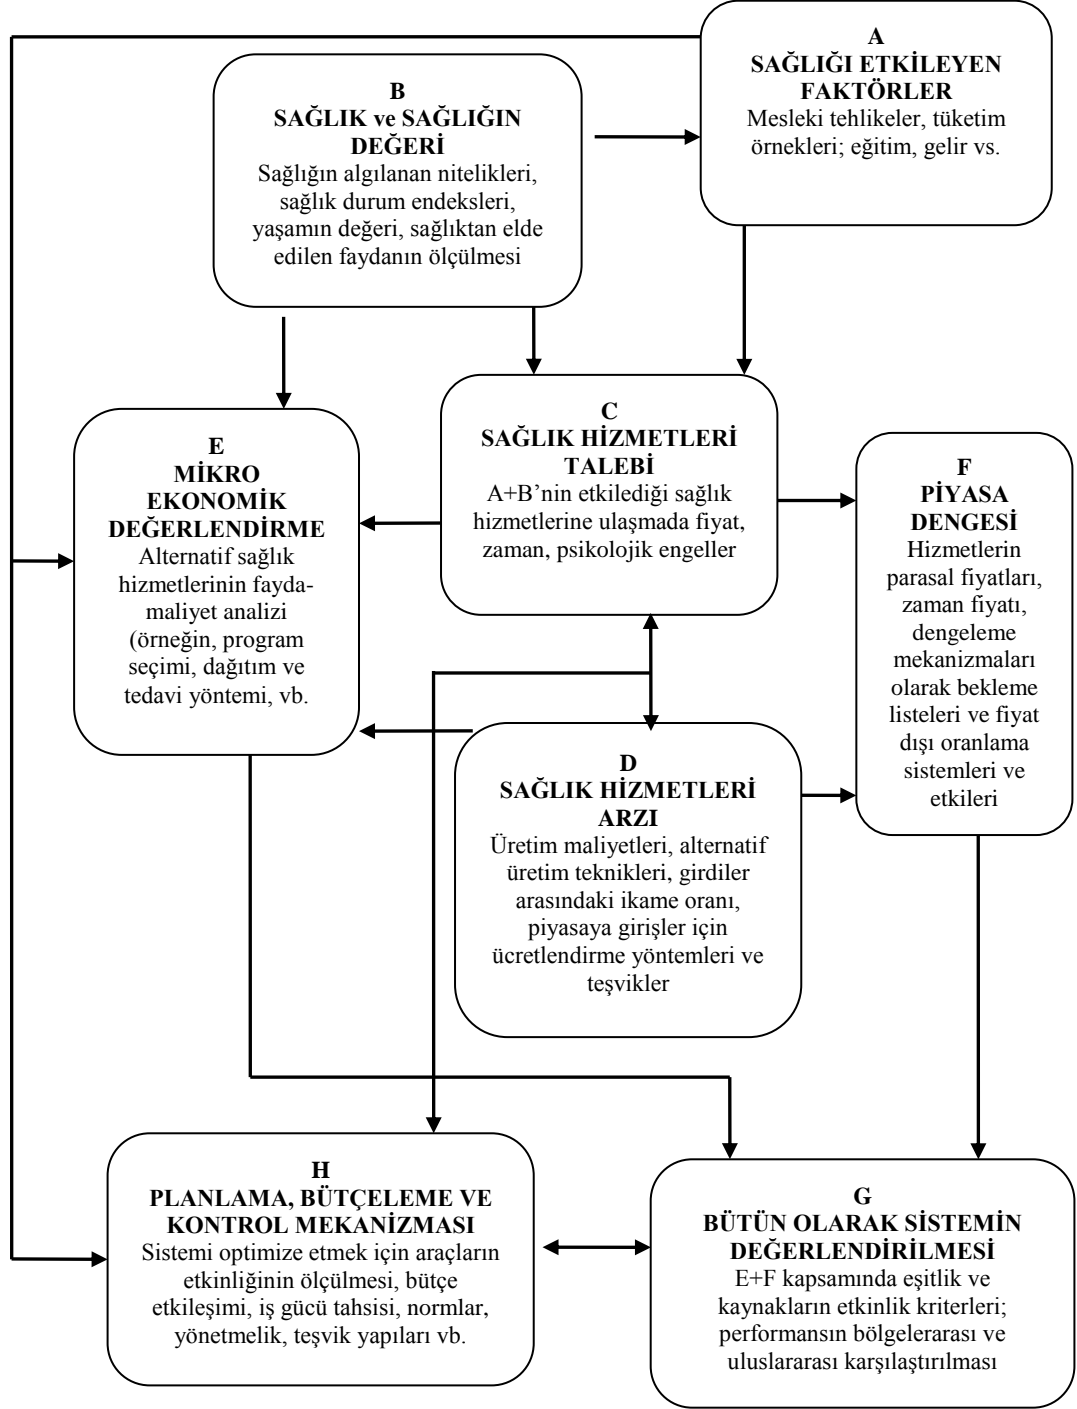 A
SAĞLIĞI ETKİLEYEN
FAKTÖRLER
Mesleki tehlikeler, tüketim
örnekleri; eğitim, gelir vs.
B
SAĞLIK ve SAĞLIĞIN
DEĞERİ
Sağlığın algılanan nitelikleri,
sağlık durum endeksleri,
yaşamın değeri, sağlıktan elde
edilen faydanın ölçülmesi
C
SAĞLIK HİZMETLERİ
TALEBİ
A+B’nin etkilediği sağlık
hizmetlerine ulaşmada fiyat,
zaman, psikolojik engeller
E
MİKRO
EKONOMİK
DEĞERLENDİRME
Alternatif sağlık
hizmetlerinin fayda-
maliyet analizi
(örneğin, program
seçimi, dağıtım ve
tedavi yöntemi, vb.
F
PİYASA
DENGESİ
Hizmetlerin
parasal fiyatları,
zaman fiyatı,
dengeleme
mekanizmaları
olarak bekleme
listeleri ve fiyat
dışı oranlama
sistemleri ve
etkileri
D
SAĞLIK HİZMETLERİ
ARZI
Üretim maliyetleri, alternatif
üretim teknikleri, girdiler
arasındaki ikame oranı,
piyasaya girişler için
ücretlendirme yöntemleri ve
teşvikler
H
PLANLAMA, BÜTÇELEME VE
KONTROL MEKANİZMASI
Sistemi optimize etmek için araçların
etkinliğinin ölçülmesi, bütçe
etkileşimi, iş gücü tahsisi, normlar,
yönetmelik, teşvik yapıları vb.
G
BÜTÜN OLARAK SİSTEMİN
DEĞERLENDİRİLMESİ
E+F kapsamında eşitlik ve
kaynakların etkinlik kriterleri;
performansın bölgelerarası ve
uluslararası karşılaştırılması